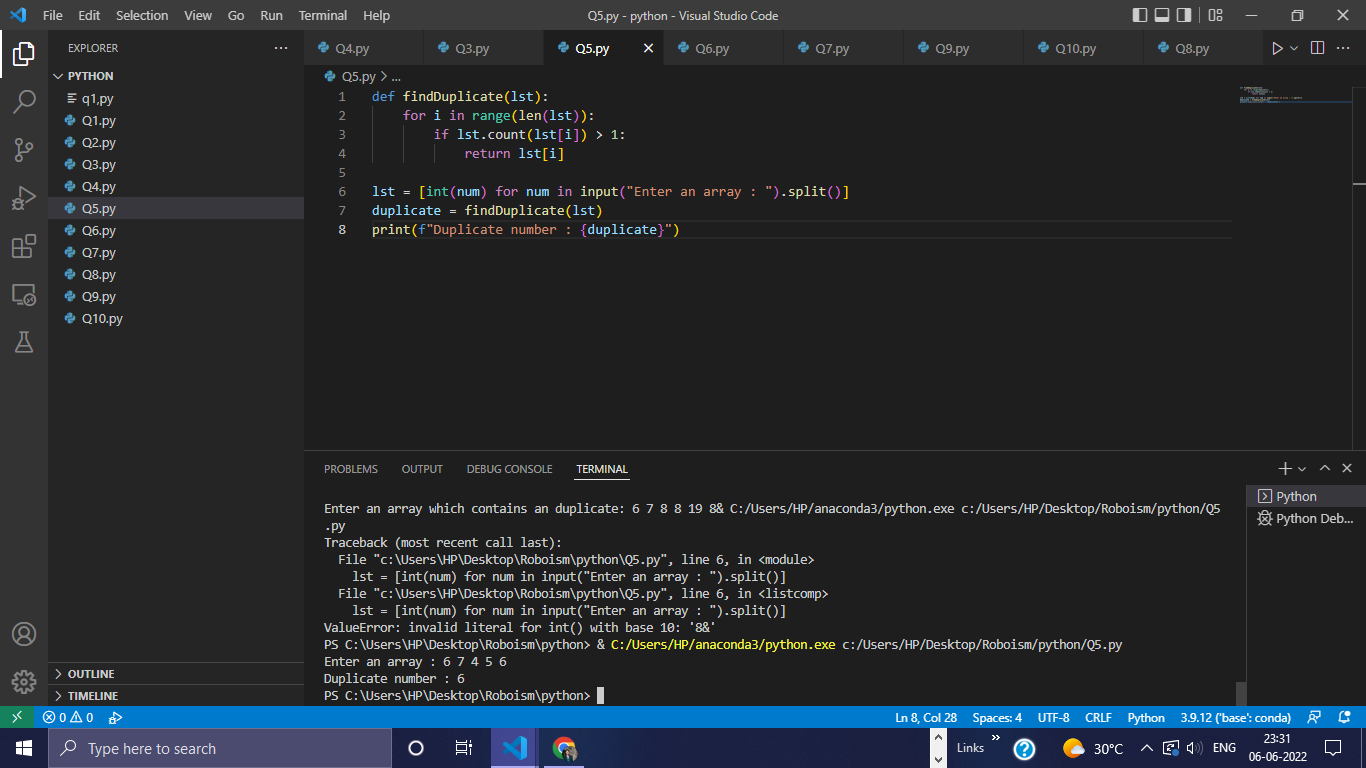 File Edit Selection View Go Run Terminal Help
Q5.py - python - Visual Studio Code
EXPLORER
PYTHON
q1,py
Q1.py
Q2.py
Q3.py
Q4.py
Q5.py
Q6.py
Q7.py
Q8.py
Q9.py
Q10.py
OUTLINE
TIMELINE
Q4.py Q3.py Q5.py Q6.py Q7.py Q9.py Q10.py Q8.py
Q5.py > ...
1 def findDuplicate(lst):
2     for i in range(len(lst)):
3         if lst.count(lst[i]) > 1:
4             return lst[i]
5
6 lst = [int(num) for num in input("Enter an array : ").split()]
7 duplicate = findDuplicate(lst)
8 print(f"Duplicate number : {duplicate}")
PROBLEMS OUTPUT DEBUG CONSOLE TERMINAL
Enter an array which contains an duplicate: 6 7 8 8 19 8& C:/Users/HP/anaconda3/python.exe c:/Users/HP/Desktop/Roboism/python/Q5
.py
Traceback (most recent call last):
  File "c:\Users\HP\Desktop\Roboism\python\Q5.py", line 6, in <module>
    lst = [int(num) for num in input("Enter an array : ").split()]
  File "c:\Users\HP\Desktop\Roboism\python\Q5.py", line 6, in <listcomp>
    lst = [int(num) for num in input("Enter an array : ").split()]
ValueError: invalid literal for int() with base 10: '8&'
PS C:\Users\HP\Desktop\Roboism\python> & C:/Users/HP/anaconda3/python.exe c:/Users/HP/Desktop/Roboism/python/Q5.py
Enter an array : 6 7 4 5 6
Duplicate number : 6
PS C:\Users\HP\Desktop\Roboism\python>
Python
Python Deb...
0 0
Ln 8, Col 28 Spaces: 4 UTF-8 CRLF Python 3.9.12 ('base': conda)
Type here to search
Links » 30°C ENG 23:31
06-06-2022